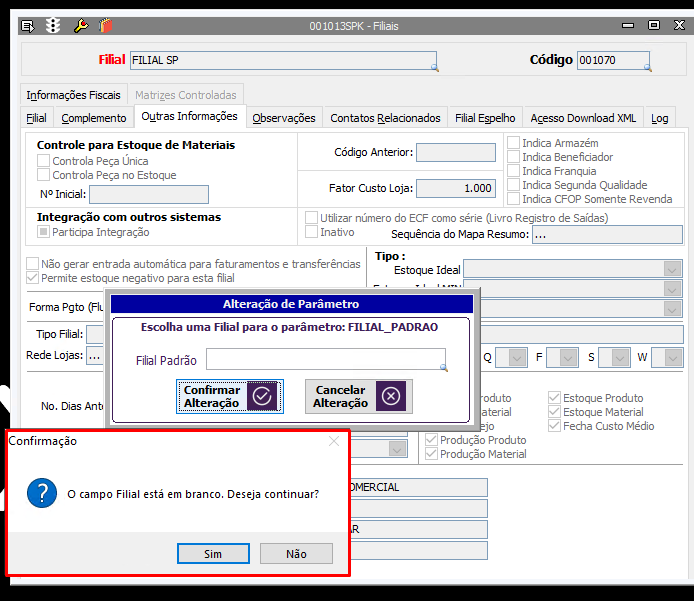 001013SPK - Filiais
Filial FILIAL SP Código 001070
Informações Fiscais Matrizes Controladas
Filial Complemento Outras Informações Observações Contatos Relacionados Filial Espelho Acesso Download XML Log
Controle para Estoque de Materiais
Controla Peça Única
Controla Peça no Estoque
Nº Inicial:
Código Anterior:
Fator Custo Loja: 1.000
Indica Armazém
Indica Beneficiador
Indica Franquia
Indica Segunda Qualidade
Indica CFOP Somente Revenda
Integração com outros sistemas
Participa Integração
Utilizar número do ECF como série (Livro Registro de Saídas)
Inativo Sequência do Mapa Resumo: ...
Não gerar entrada automática para faturamentos e transferências
Permite estoque negativo para esta filial
Tipo :
Estoque Ideal
Estoque Ideal MIN
Forma Pgto (Flu
Tipo Filial:
Rede Lojas: ...
Q F S W
No. Dias Ante
Alteração de Parâmetro
Escolha uma Filial para o parâmetro: FILIAL_PADRAO
Filial Padrão
Confirmar Alteração
Cancelar Alteração
roduto
aterial
ejo
Estoque Produto
Estoque Material
Fecha Custo Médio
Produção Produto
Produção Material
Confirmação
O campo Filial está em branco. Deseja continuar?
Sim Não
OMERCIAL
AR